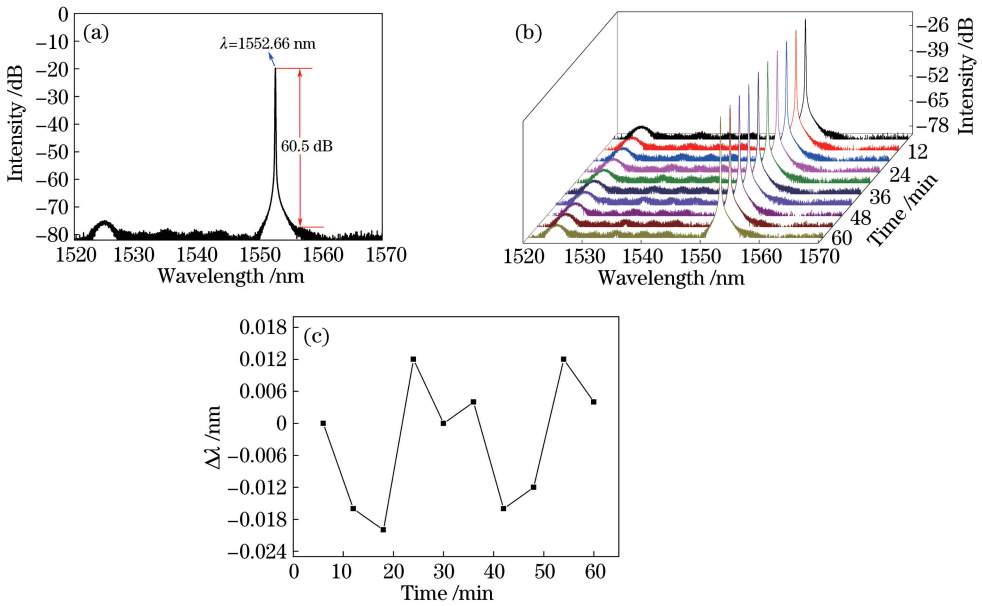 (a)
λ=1552.66 nm
60.5 dB
0
−10
−20
−30
−40
−50
−60
−70
−80
Intensity /dB
1520 1530 1540 1550 1560 1570
Wavelength /nm
(b)
−26
−39
−52
−65
−78
Intensity /dB
12
24
36
48
60
Time /min
1520 1530 1540 1550 1560 1570
Wavelength /nm
(c)
0.018
0.012
0.006
0
−0.006
−0.012
−0.018
−0.024
Δλ /nm
0 10 20 30 40 50 60
Time /min